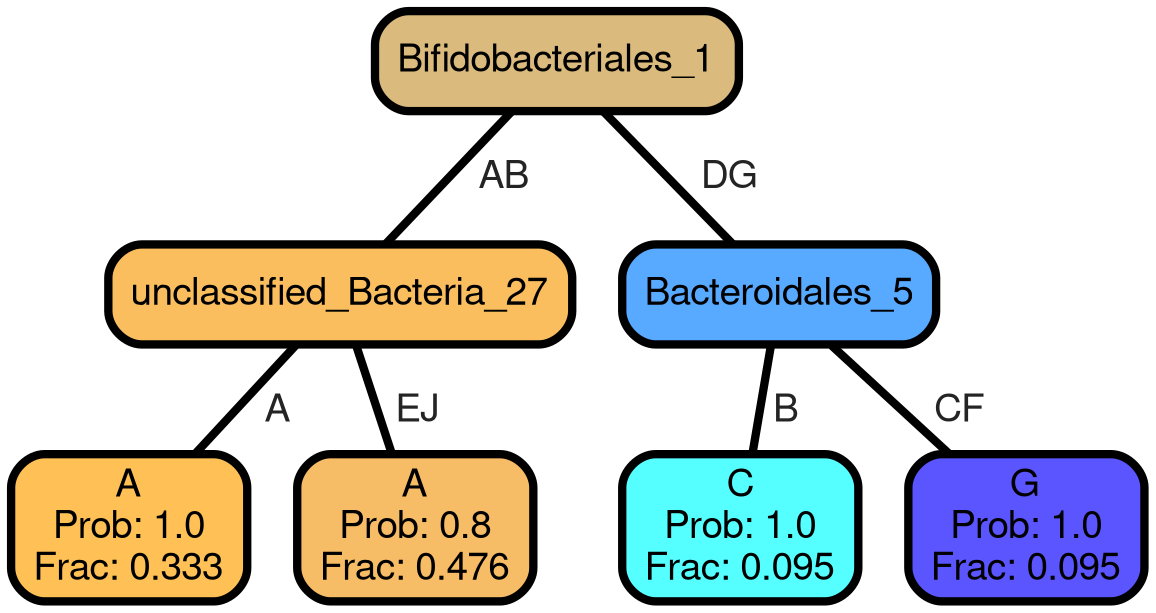 Bifidobacteriales_1
AB
DG
unclassified_Bacteria_27
Bacteroidales_5
A
EJ
B
CF
A
Prob: 1.0
Frac: 0.333
A
Prob: 0.8
Frac: 0.476
C
Prob: 1.0
Frac: 0.095
G
Prob: 1.0
Frac: 0.095